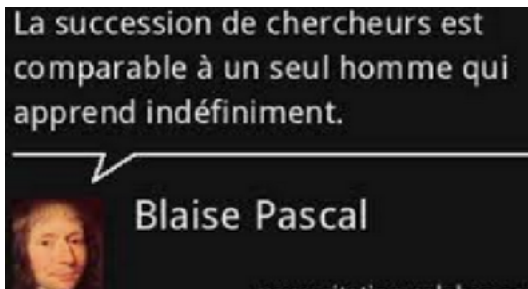 La succession de chercheurs est
comparable à un seul homme qui
apprend indéfiniment.
Blaise Pascal